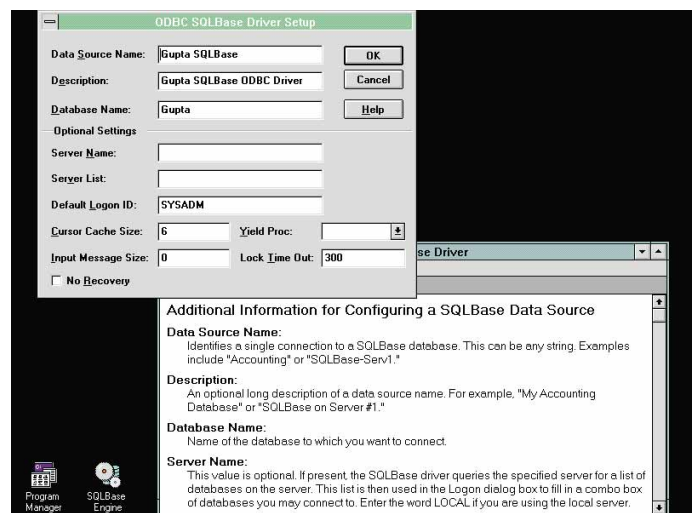 ODBC SQLBase Driver Setup
Data Source Name: Gupta SQLBase OK
Description: Gupta SQLBase ODBC Driver Cancel
Database Name: Gupta Help
Optional Settings
Server Name:
Server List:
Default Logon ID: SYSADM
Cursor Cache Size: 6 Yield Proc:
Input Message Size: 0 Lock Time Out: 300
No Recovery
se Driver
Additional Information for Configuring a SQLBase Data Source
Data Source Name:
Identifies a single connection to a SQLBase database. This can be any string. Examples
include "Accounting" or "SQLBase-Serv1."
Description:
An optional long description of a data source name. For example, "My Accounting
Database" or "SQLBase on Server #1."
Database Name:
Name of the database to which you want to connect.
Server Name:
This value is optional. If present, the SQLBase driver queries the specified server for a list of
databases on the server. This list is then used in the Logon dialog box to fill in a combo box
of databases you may connect to. Enter the word LOCAL if you are using the local server.
Program
Manager
SQLBase
Engine